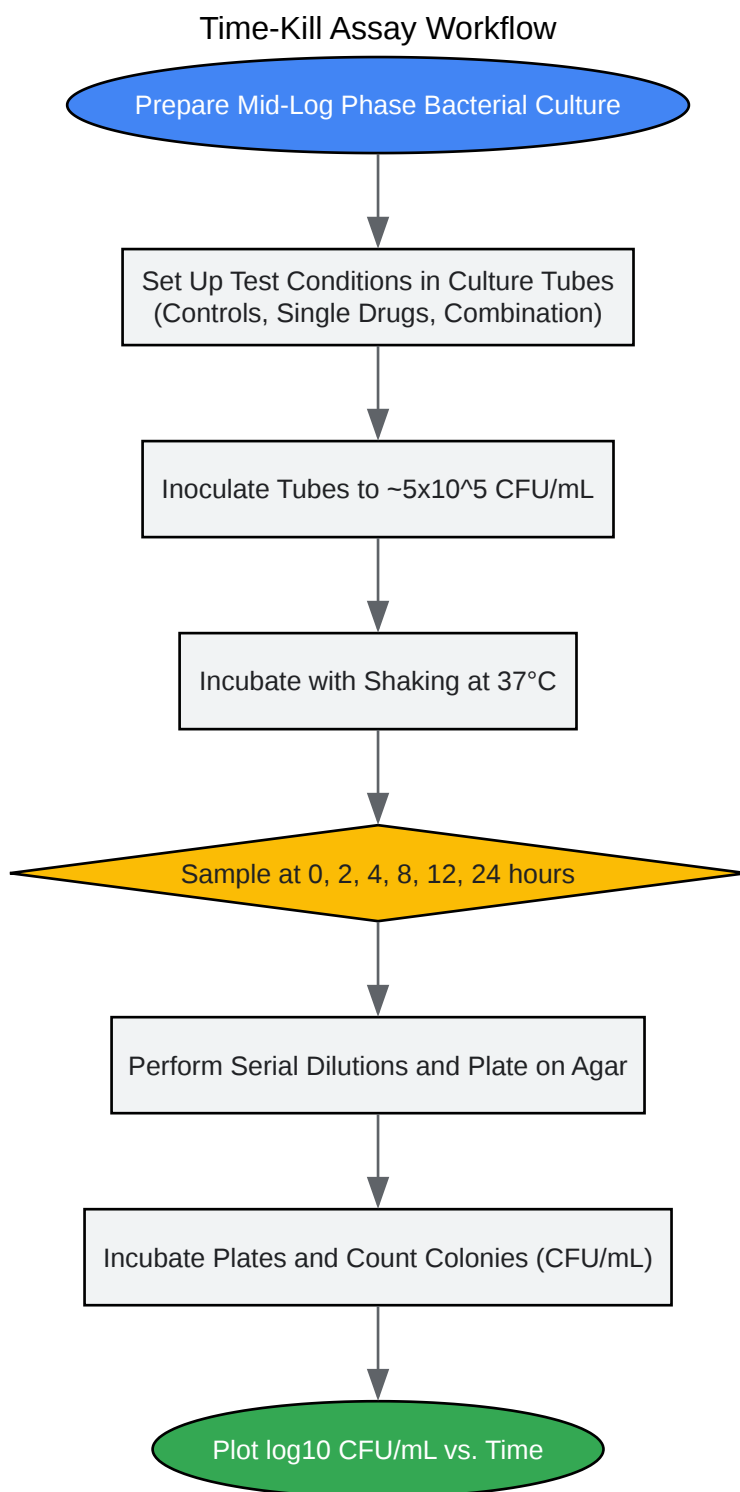 Time-Kill Assay Workflow
Prepare Mid-Log Phase Bacterial Culture
Set Up Test Conditions in Culture Tubes
(Controls, Single Drugs, Combination)
Inoculate Tubes to ~5x10^5 CFU/mL
Incubate with Shaking at 37°C
Sample at 0, 2, 4, 8, 12, 24 hours
Perform Serial Dilutions and Plate on Agar
Incubate Plates and Count Colonies (CFU/mL)
Plot log10 CFU/mL vs. Time